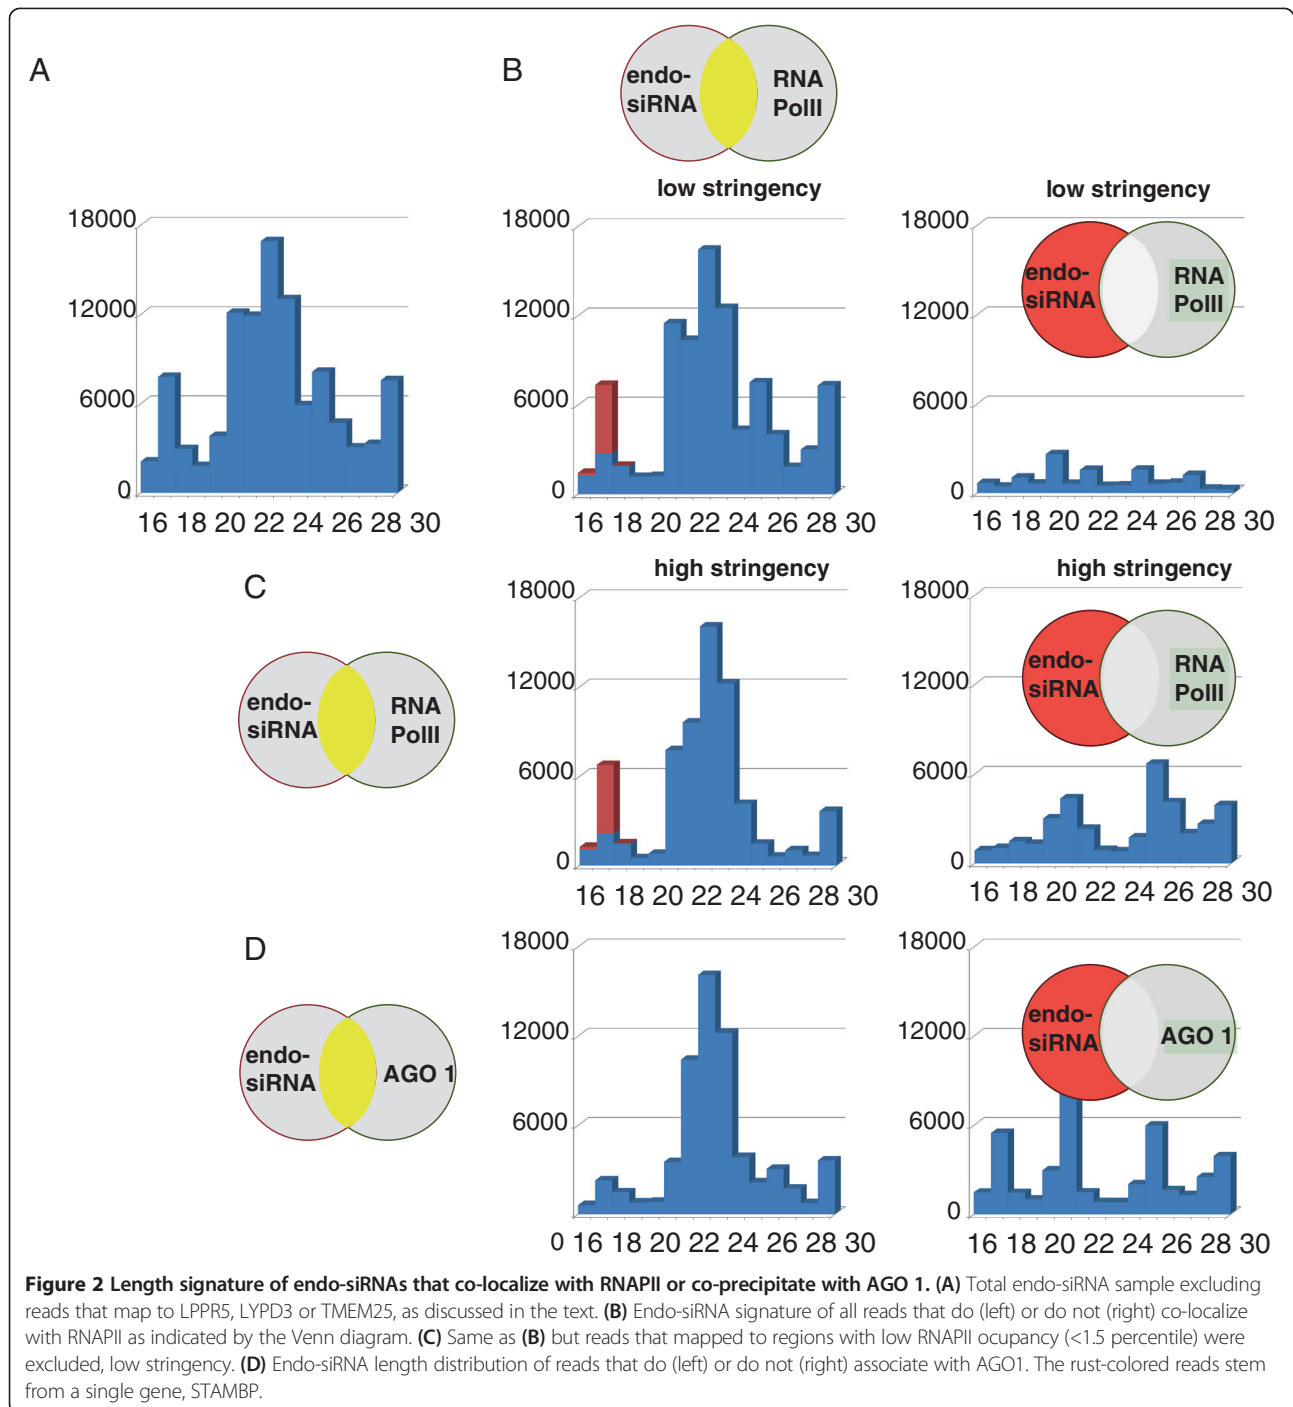 A
B
endo-
siRNA
RNA
PolII
low stringency
low stringency
18000
12000
6000
0
16 18 20 22 24 26 28 30
18000
12000
6000
0
16 18 20 22 24 26 28 30
18000
12000
6000
0
16 18 20 22 24 26 28 30
endo-
siRNA
RNA
PolII
C
endo-
siRNA
RNA
PolII
high stringency
high stringency
18000
12000
6000
0
16 18 20 22 24 26 28 30
18000
12000
6000
0
16 18 20 22 24 26 28 30
endo-
siRNA
RNA
PolII
D
endo-
siRNA
AGO 1
18000
12000
6000
0 16 18 20 22 24 26 28 30
18000
12000
6000
0
16 18 20 22 24 26 28 30
endo-
siRNA
AGO 1
Figure 2 Length signature of endo-siRNAs that co-localize with RNAPII or co-precipitate with AGO 1. (A) Total endo-siRNA sample excluding
reads that map to LPPR5, LYPD3 or TMEM25, as discussed in the text. (B) Endo-siRNA signature of all reads that do (left) or do not (right) co-localize
with RNAPII as indicated by the Venn diagram. (C) Same as (B) but reads that mapped to regions with low RNAPII ocupancy (<1.5 percentile) were
excluded, low stringency. (D) Endo-siRNA length distribution of reads that do (left) or do not (right) associate with AGO1. The rust-colored reads stem
from a single gene, STAMBP.